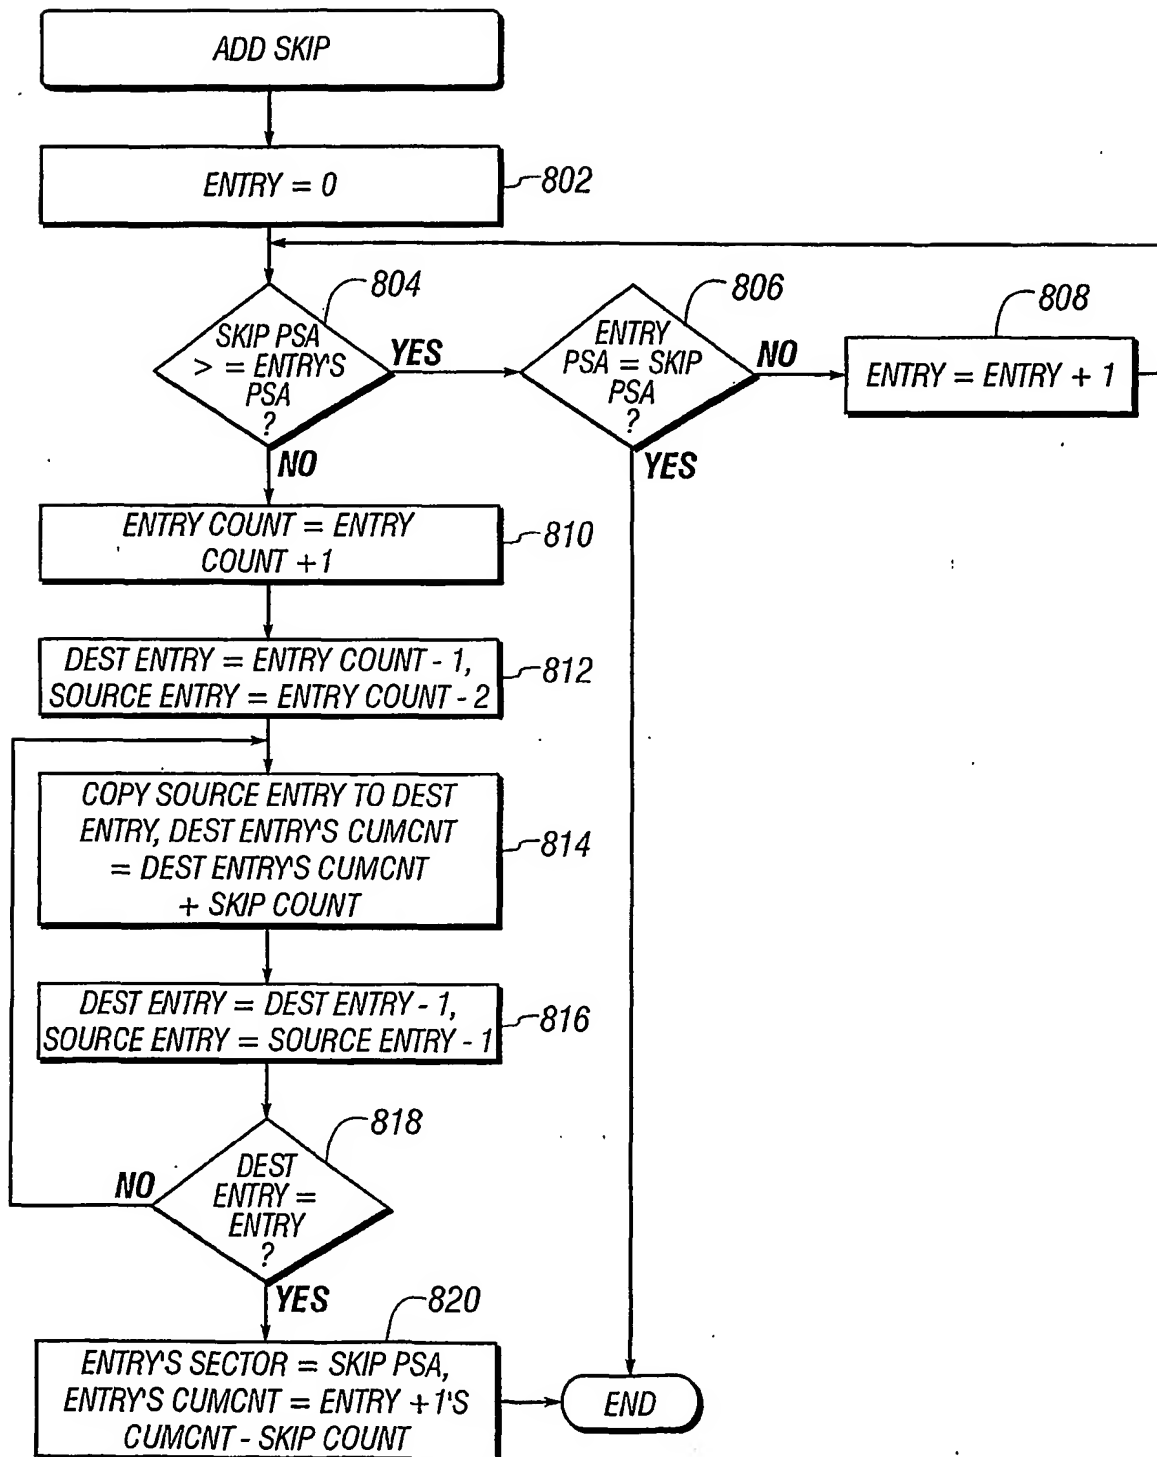 ADD SKIP
ENTRY = 0
802
804
SKIP PSA
> = ENTRY'S
PSA
?
YES
NO
806
ENTRY
PSA = SKIP
PSA
?
NO
YES
808
ENTRY = ENTRY + 1
ENTRY COUNT = ENTRY
COUNT +1
810
DEST ENTRY = ENTRY COUNT - 1,
SOURCE ENTRY = ENTRY COUNT - 2
812
COPY SOURCE ENTRY TO DEST
ENTRY, DEST ENTRY'S CUMCNT
= DEST ENTRY'S CUMCNT
+ SKIP COUNT
814
DEST ENTRY = DEST ENTRY - 1,
SOURCE ENTRY = SOURCE ENTRY - 1
816
818
DEST
ENTRY =
ENTRY
?
NO
YES
820
ENTRY'S SECTOR = SKIP PSA,
ENTRY'S CUMCNT = ENTRY +1'S
CUMCNT - SKIP COUNT
END